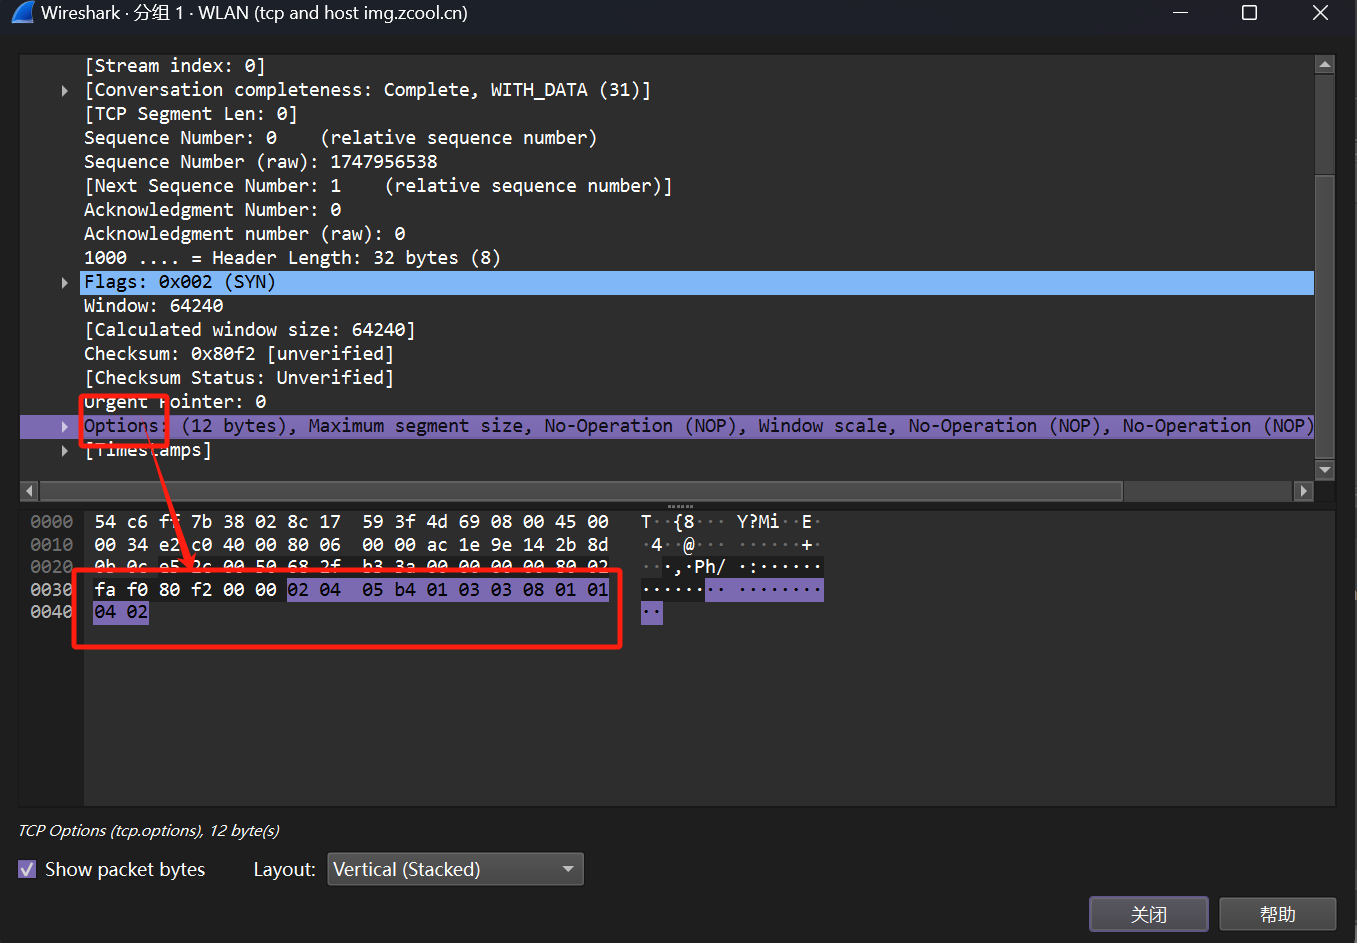 Wireshark · 分组 1 · WLAN (tcp and host img.zcool.cn)
[Stream index: 0]
[Conversation completeness: Complete, WITH_DATA (31)]
[TCP Segment Len: 0]
Sequence Number: 0    (relative sequence number)
Sequence Number (raw): 1747956538
[Next Sequence Number: 1    (relative sequence number)]
Acknowledgment Number: 0
Acknowledgment number (raw): 0
1000 .... = Header Length: 32 bytes (8)
Flags: 0x002 (SYN)
Window: 64240
[Calculated window size: 64240]
Checksum: 0x80f2 [unverified]
[Checksum Status: Unverified]
Urgent Pointer: 0
Options: (12 bytes), Maximum segment size, No-Operation (NOP), Window scale, No-Operation (NOP), No-Operation (NOP)
[Timestamps]
0000 54 c6 ff 7b 38 02 8c 17 59 3f 4d 69 08 00 45 00 T··{8··· Y?Mi··E·
0010 00 34 e2 c0 40 00 80 06 00 00 ac 1e 9e 14 2b 8d ·4··@··· ······+·
0020 0b 0c e5 2c 00 50 68 2f b3 3a 00 00 00 00 80 02 ···,·Ph/ ·:······
0030 fa f0 80 f2 00 00 02 04 05 b4 01 03 03 08 01 01 ········ ········
0040 04 02 ··
TCP Options (tcp.options), 12 byte(s)
Show packet bytes
Layout: Vertical (Stacked)
关闭
帮助